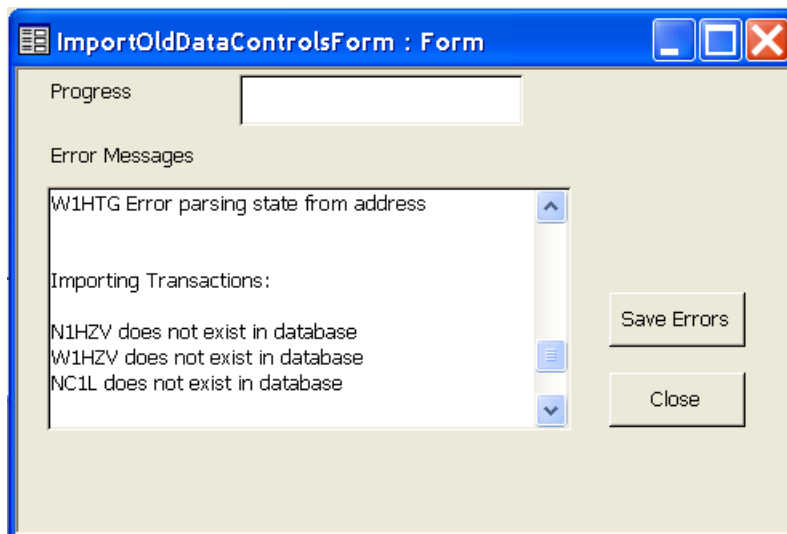 ImportOldDataControlsForm : Form
Progress
Error Messages
W1HTG Error parsing state from address
Importing Transactions:
N1HZV does not exist in database
W1HZV does not exist in database
NC1L does not exist in database
Save Errors
Close